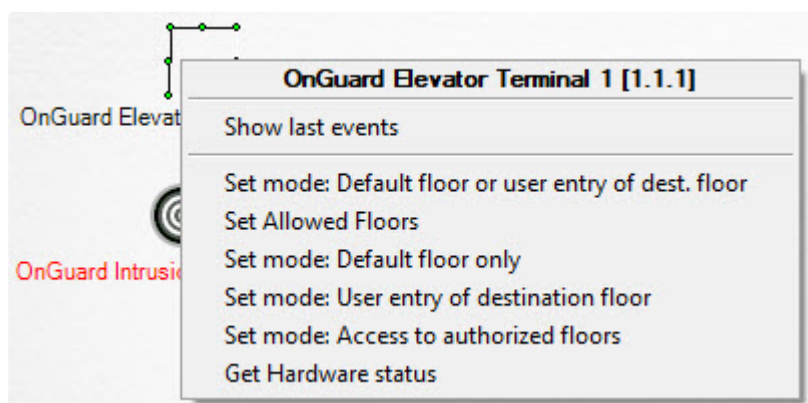 OnGuard Elevator Terminal 1 [1.1.1]
OnGuard Elevat
Show last events
Set mode: Default floor or user entry of dest. floor
Set Allowed Floors
Set mode: Default floor only
OnGuard Intrusic
Set mode: User entry of destination floor
Set mode: Access to authorized floors
Get Hardware status